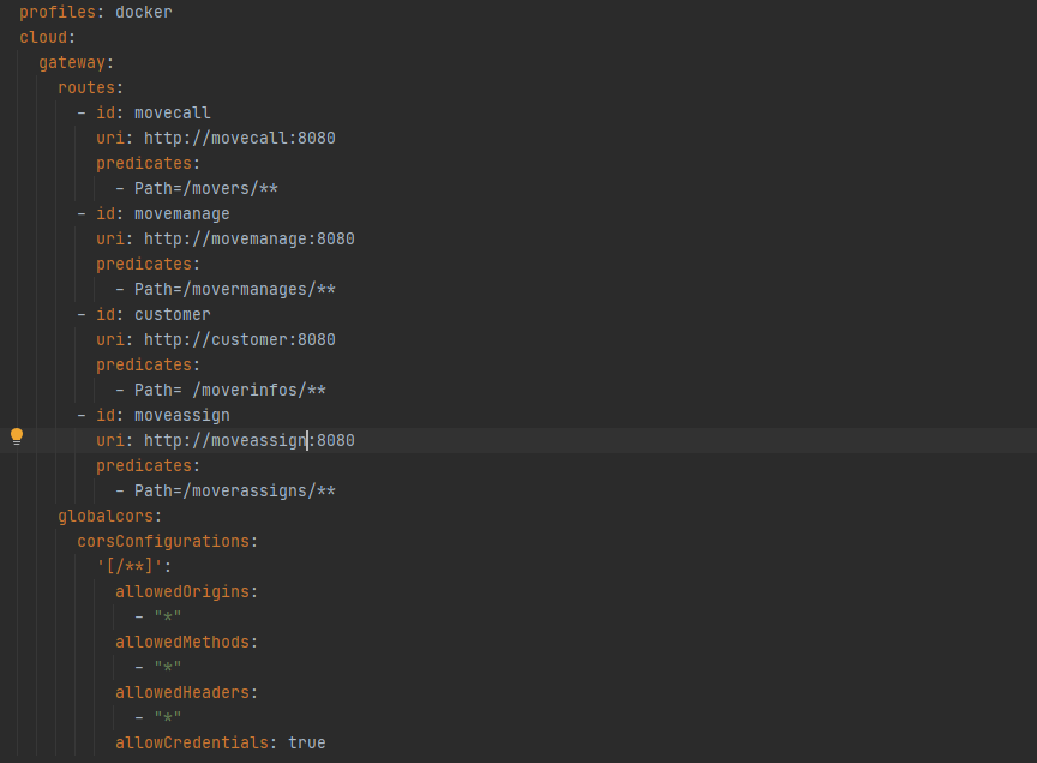 profiles: docker
cloud:
  gateway:
    routes:
      - id: movecall
        uri: http://movecall:8080
        predicates:
          - Path=/movers/**
      - id: movemanage
        uri: http://movemanage:8080
        predicates:
          - Path=/movermanages/**
      - id: customer
        uri: http://customer:8080
        predicates:
          - Path= /moverinfos/**
      - id: moveassign
        uri: http://moveassign:8080
        predicates:
          - Path=/moverassigns/**
    globalcors:
      corsConfigurations:
        '[/**]':
          allowedOrigins:
            - "*"
          allowedMethods:
            - "*"
          allowedHeaders:
            - "*"
          allowCredentials: true